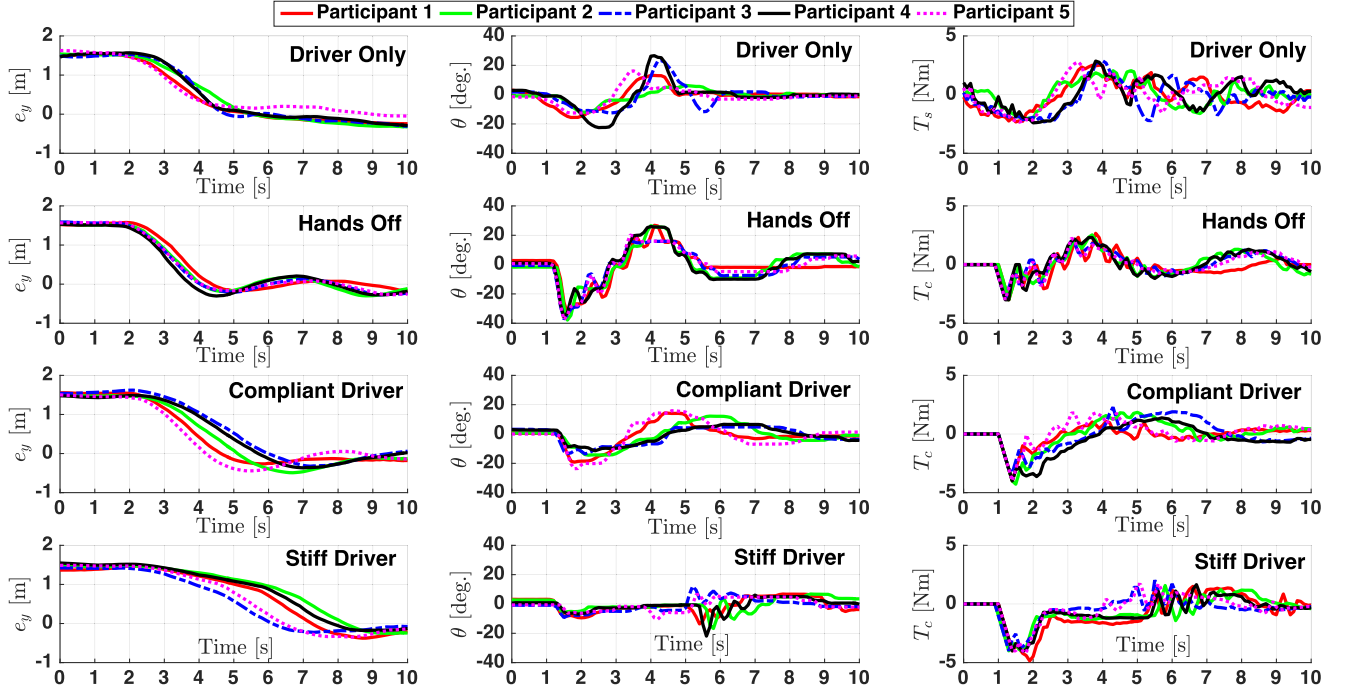 Participant 1 Participant 2 Participant 3 Participant 4 Participant 5
2
1
0
-1
e_y [m]
Driver Only
0 1 2 3 4 5 6 7 8 9 10
Time [s]
40
20
0
-20
-40
θ [deg.]
Driver Only
0 1 2 3 4 5 6 7 8 9 10
Time [s]
5
0
-5
T_s [Nm]
Driver Only
0 1 2 3 4 5 6 7 8 9 10
Time [s]
2
1
0
-1
e_y [m]
Hands Off
0 1 2 3 4 5 6 7 8 9 10
Time [s]
40
20
0
-20
-40
θ [deg.]
Hands Off
0 1 2 3 4 5 6 7 8 9 10
Time [s]
5
0
-5
T_c [Nm]
Hands Off
0 1 2 3 4 5 6 7 8 9 10
Time [s]
2
1
0
-1
e_y [m]
Compliant Driver
0 1 2 3 4 5 6 7 8 9 10
Time [s]
40
20
0
-20
-40
θ [deg.]
Compliant Driver
0 1 2 3 4 5 6 7 8 9 10
Time [s]
5
0
-5
T_c [Nm]
Compliant Driver
0 1 2 3 4 5 6 7 8 9 10
Time [s]
2
1
0
-1
e_y [m]
Stiff Driver
Time [s]
0 1 2 3 4 5 6 7 8 9 10
40
20
0
-20
-40
θ [deg.]
Stiff Driver
Time [s]
0 1 2 3 4 5 6 7 8 9 10
5
0
-5
T_c [Nm]
Stiff Driver
Time [s]
0 1 2 3 4 5 6 7 8 9 10